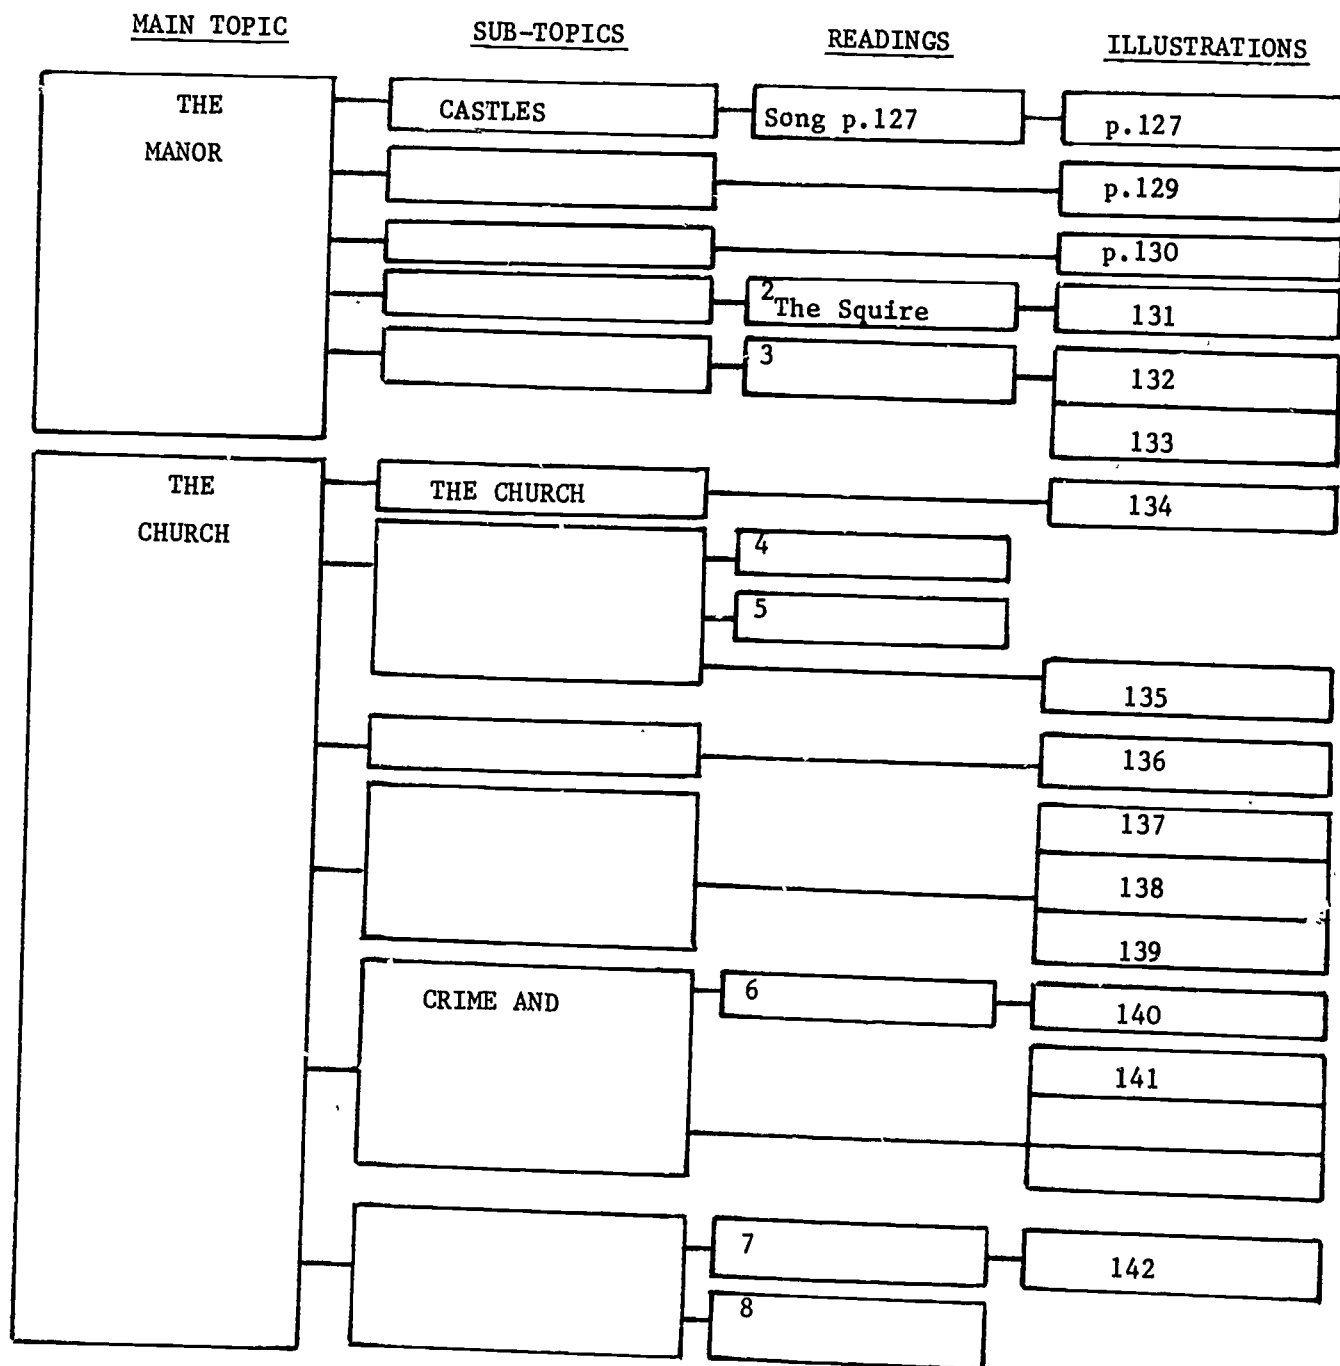 MAIN TOPIC SUB-TOPICS READINGS ILLUSTRATIONS
THE
MANOR
CASTLES
Song p.127
p.127
p.129
p.130
2
The Squire
131
3
132
133
THE
CHURCH
THE CHURCH
134
4
5
135
136
137
138
139
CRIME AND
6
140
141
7
142
8